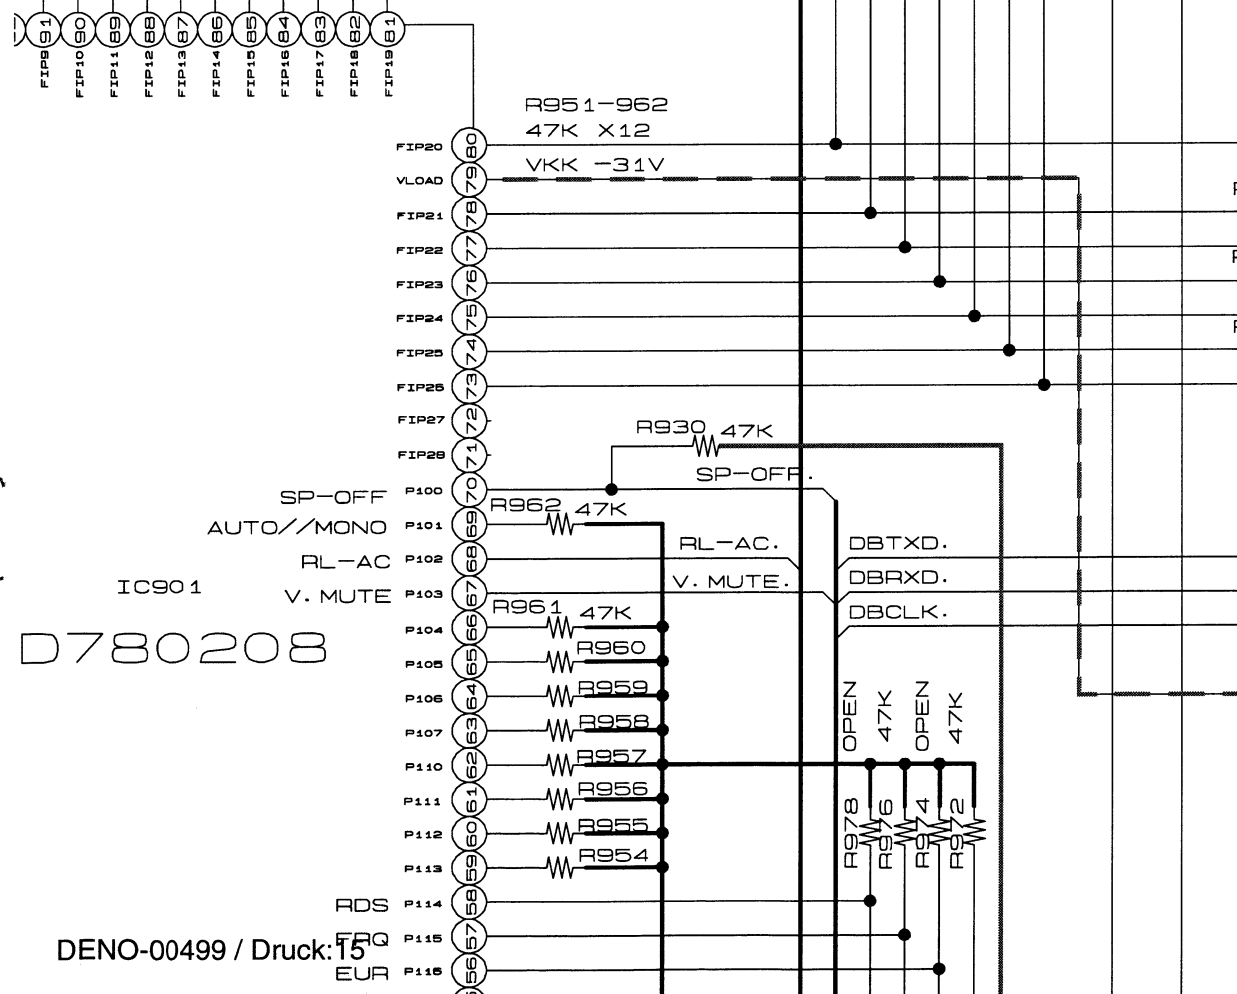 91 90 89 88 87 86 85 84 83 82 81
FIP9 FIP10 FIP11 FIP12 FIP13 FIP14 FIP15 FIP16 FIP17 FIP18 FIP19
R951-962
47K X12
FIP20 80
VKK -31V
VLOAD 79
FIP21 78
FIP22 77
FIP23 76
FIP24 75
FIP25 74
FIP26 73
FIP27 72
R930 47K
FIP28 71
SP-OFF.
SP-OFF P100 70
R962 47K
AUTO//MONO P101 69
RL-AC. DBTXD.
RL-AC P102 68
V.MUTE. DBRXD.
IC901
V.MUTE P103 67
R961 47K DBCLK.
P104 66
D780208
R960
P105 65
R959
P106 64
OPEN 47K OPEN 47K
R958
P107 63
R957
P110 62
R956
P111 61
R978 R976 R974 R972
R955
P112 60
R954
P113 59
RDS P114 58
P115 57
DENO-00499 / Druck:15
EUR P116 56